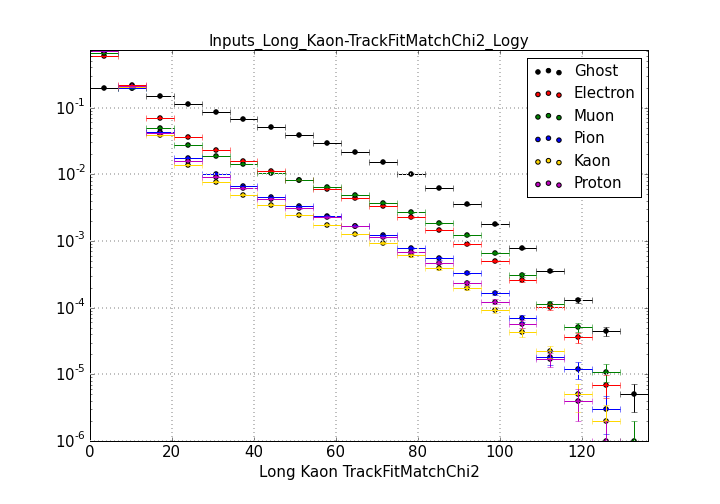 Inputs_Long_Kaon-TrackFitMatchChi2_Logy
Ghost
Electron
Muon
Pion
Kaon
Proton
10^-1
10^-2
10^-3
10^-4
10^-5
10^-6
0 20 40 60 80 100 120
Long Kaon TrackFitMatchChi2